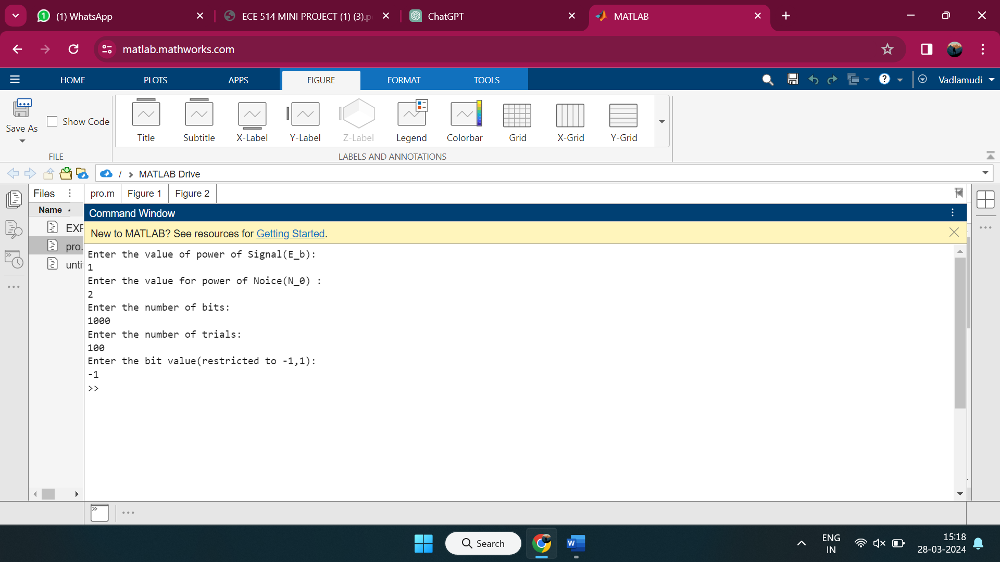 (1) WhatsApp
ECE 514 MINI PROJECT (1) (3).p
ChatGPT
MATLAB
matlab.mathworks.com
HOME
PLOTS
APPS
FIGURE
FORMAT
TOOLS
Vadlamudi
Save As
Show Code
Title
Subtitle
X-Label
Y-Label
Z-Label
Legend
Colorbar
Grid
X-Grid
Y-Grid
FILE
LABELS AND ANNOTATIONS
/ > MATLAB Drive
Files
pro.m
Figure 1
Figure 2
Name
Command Window
New to MATLAB? See resources for Getting Started.
EXP
pro.
unti
Enter the value of power of Signal(E_b):
1
Enter the value for power of Noice(N_0) :
2
Enter the number of bits:
1000
Enter the number of trials:
100
Enter the bit value(restricted to -1,1):
-1
>>
Search
ENG
IN
15:18
28-03-2024